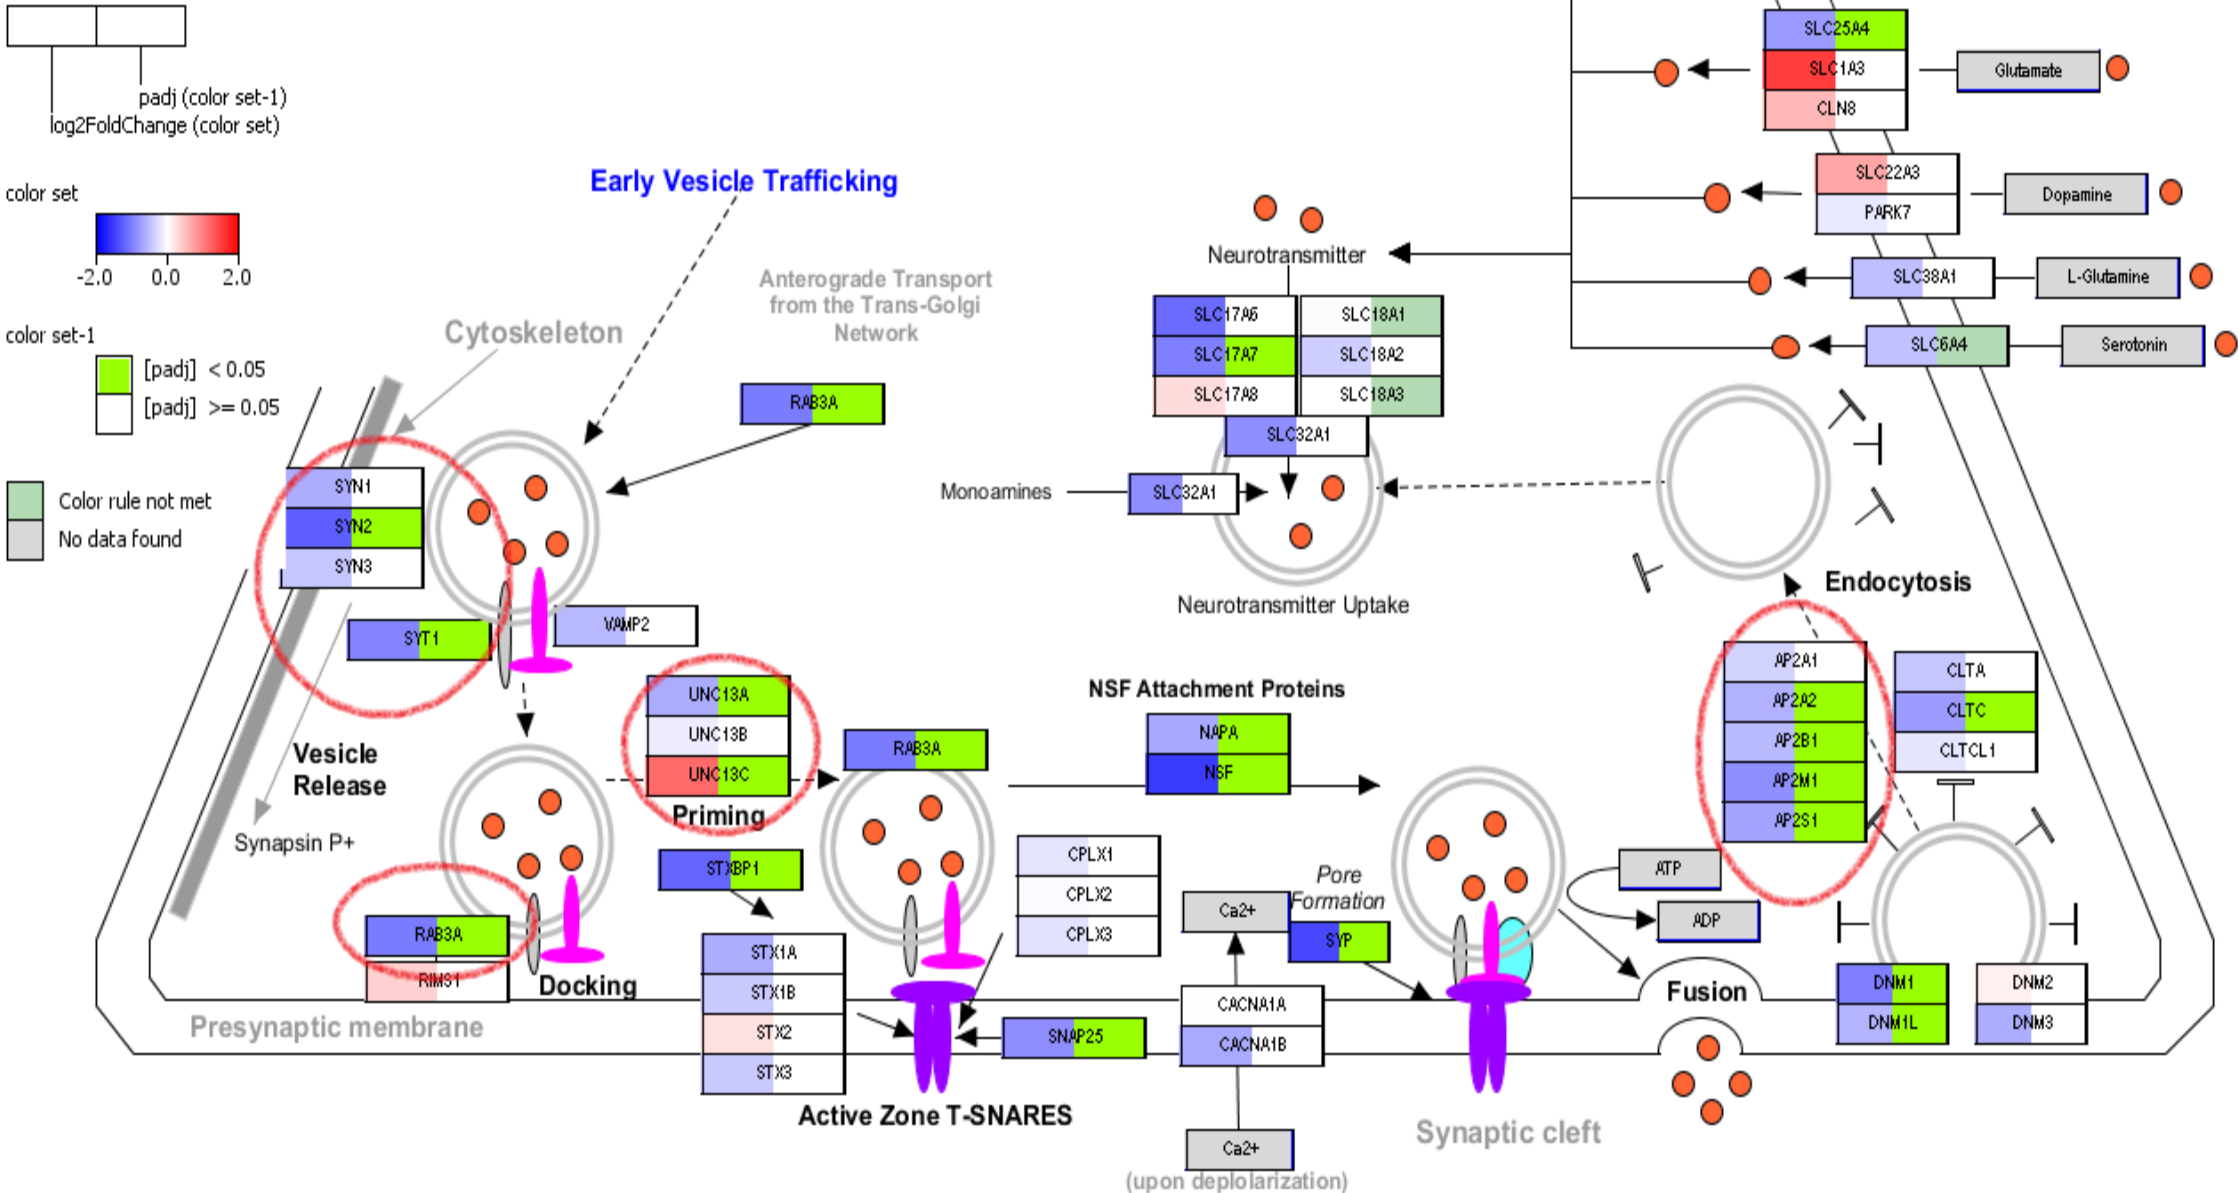 padj (color set-1)
log2FoldChange (color set)
color set
-2.0 0.0 2.0
color set-1
[padj] < 0.05
[padj] >= 0.05
Color rule not met
No data found
Early Vesicle Trafficking
Anterograde Transport
from the Trans-Golgi
Network
Cytoskeleton
RAB3A
SYN1
SYN2
SYN3
SYT1
VAMP2
Vesicle
Release
Synapsin P+
UNC13A
UNC13B
UNC13C
Priming
RAB3A
RAB3A
RIMS1
Docking
STXBP1
STX1A
STX1B
STX2
STX3
Presynaptic membrane
Active Zone T-SNARES
SNAP25
CPLX1
CPLX2
CPLX3
NSF Attachment Proteins
NAPA
NSF
Neurotransmitter
SLC17A6
SLC17A7
SLC17A8
SLC18A1
SLC18A2
SLC18A3
SLC32A1
Monoamines
SLC32A1
Neurotransmitter Uptake
Pore
Formation
Ca2+
SYP
CACNA1A
CACNA1B
Ca2+
(upon deplolarization)
Synaptic cleft
ATP
ADP
Fusion
SLC25A4
SLC1A3
CLN8
Glutamate
SLC22A3
PARK7
Dopamine
SLC38A1
L-Glutamine
SLC6A4
Serotonin
Endocytosis
AP2A1
AP2A2
AP2B1
AP2M1
AP2S1
CLTA
CLTC
CLTCL1
DNM1
DNM1L
DNM2
DNM3